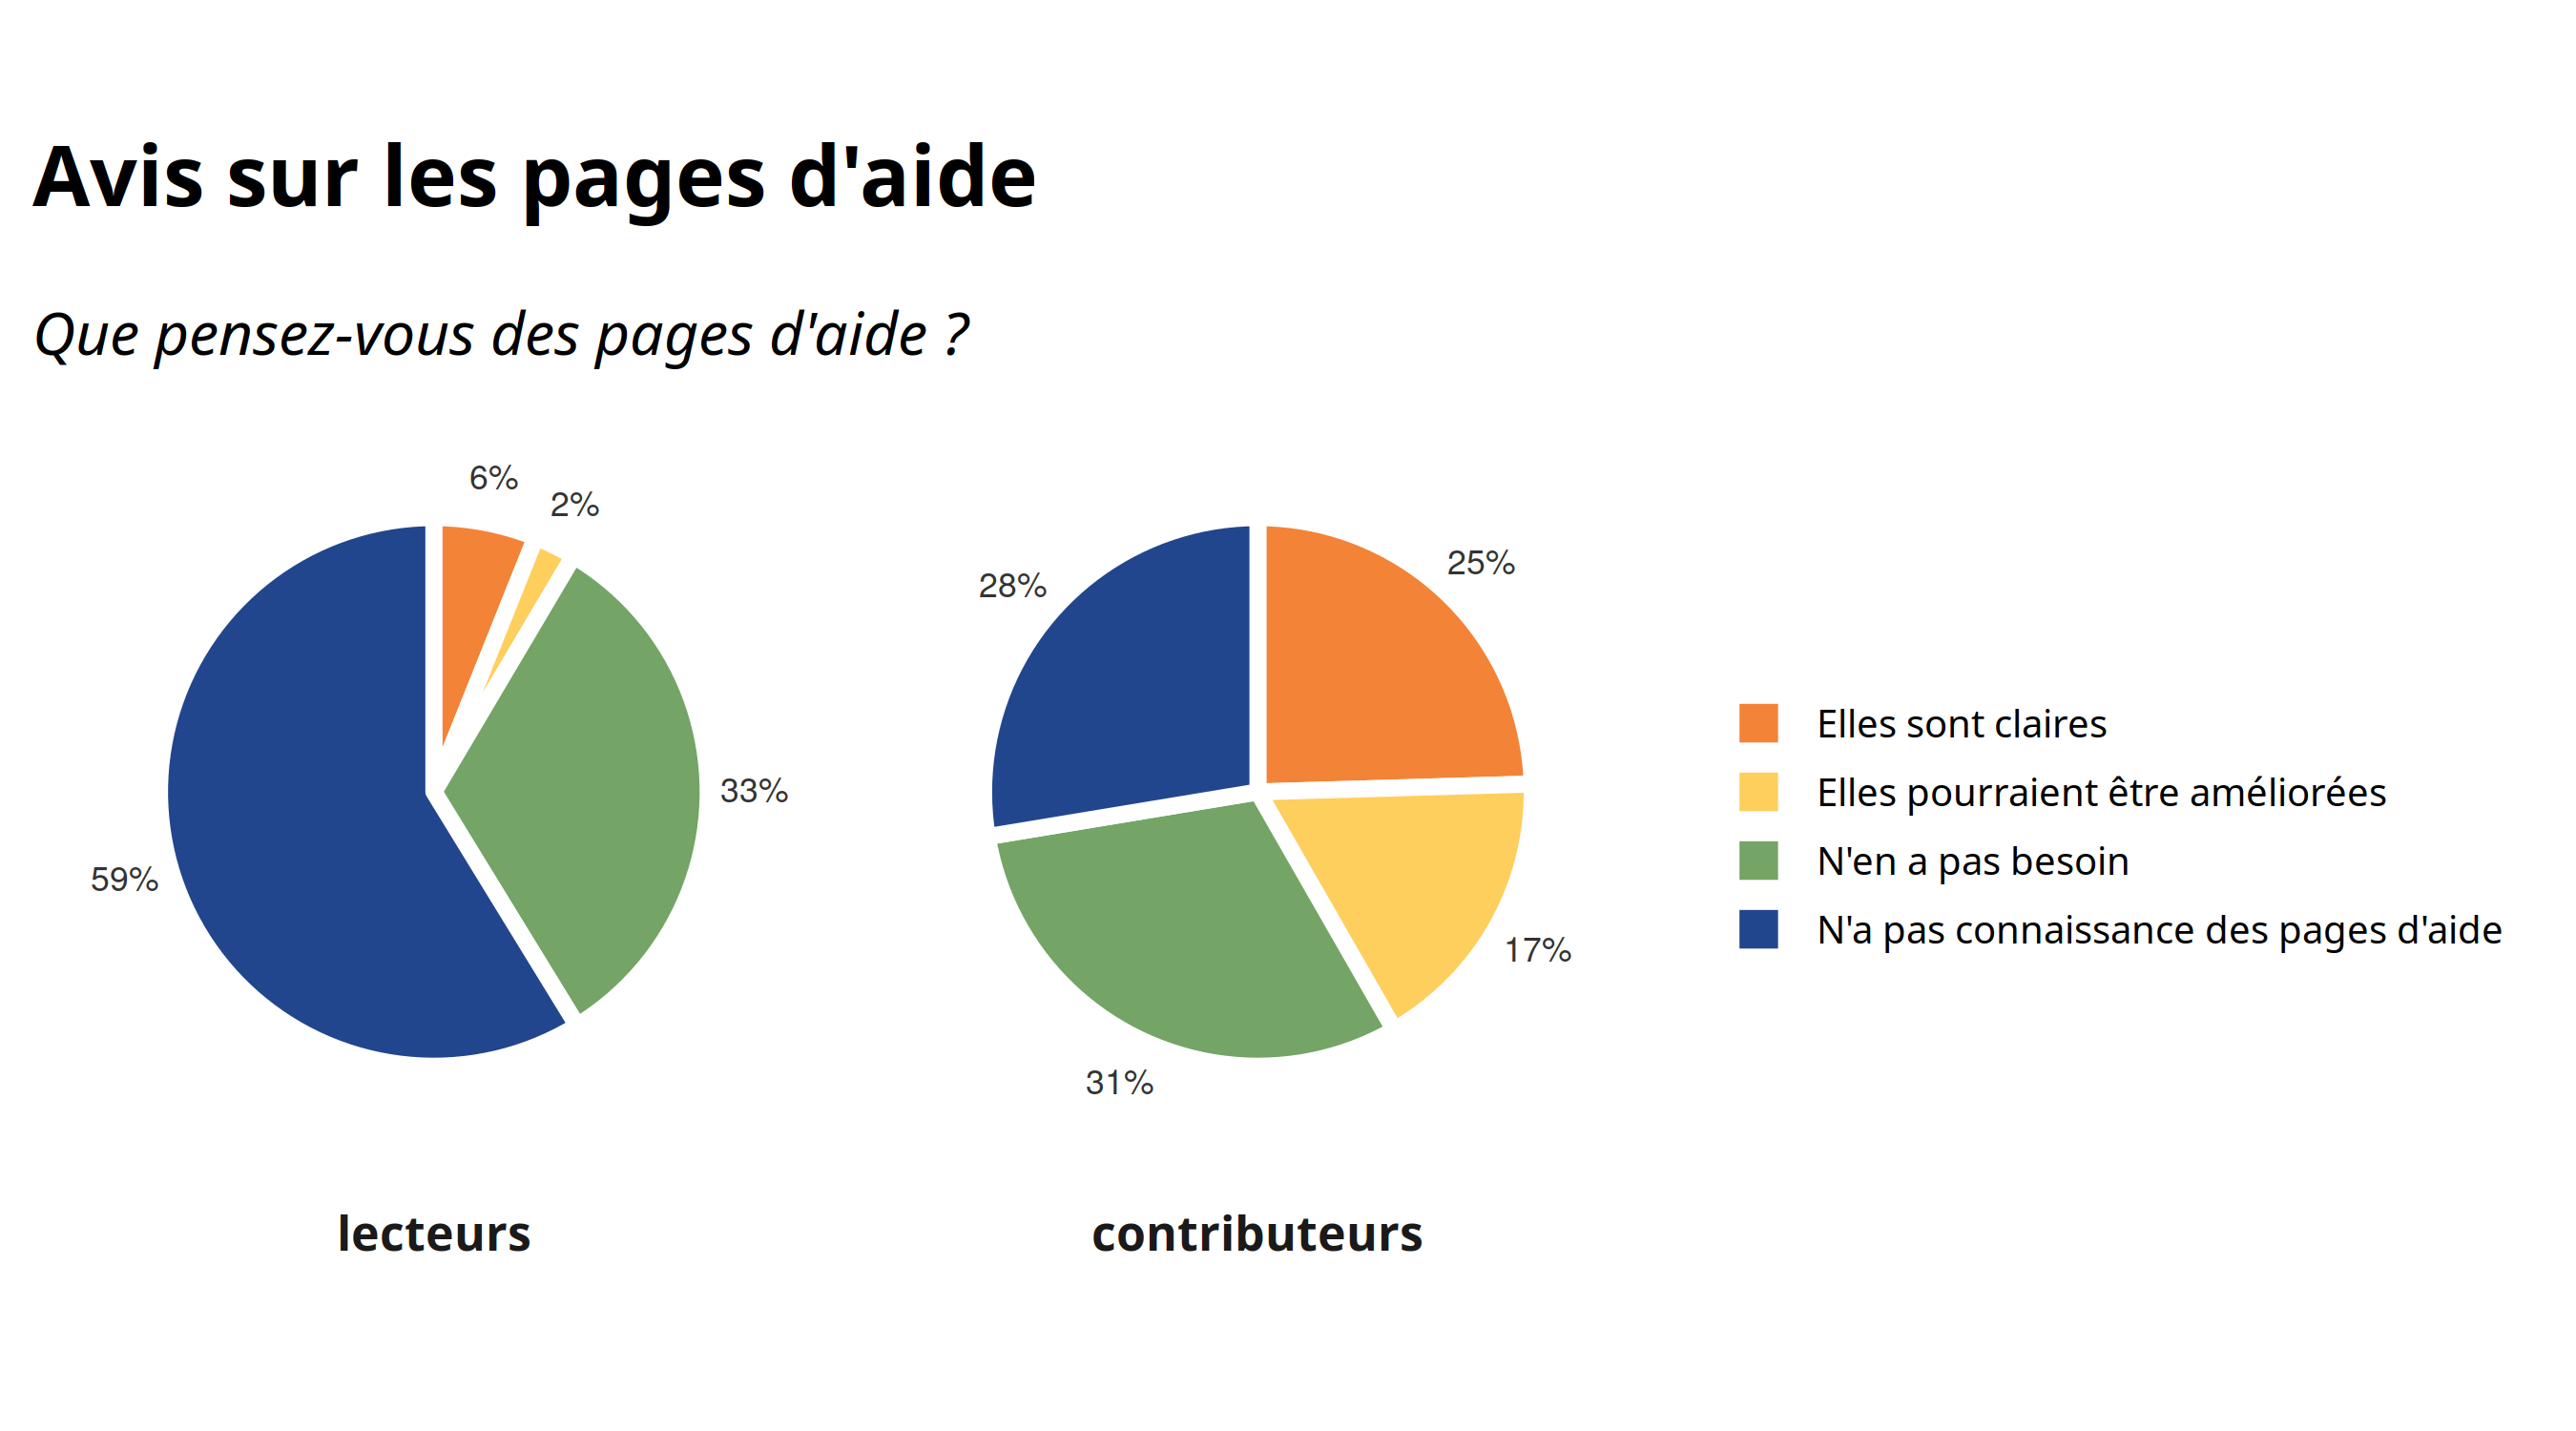 Avis sur les pages d'aide
Que pensez-vous des pages d'aide ?
6%
2%
33%
59%
lecteurs
25%
17%
31%
28%
contributeurs
Elles sont claires
Elles pourraient être améliorées
N'en a pas besoin
N'a pas connaissance des pages d'aide